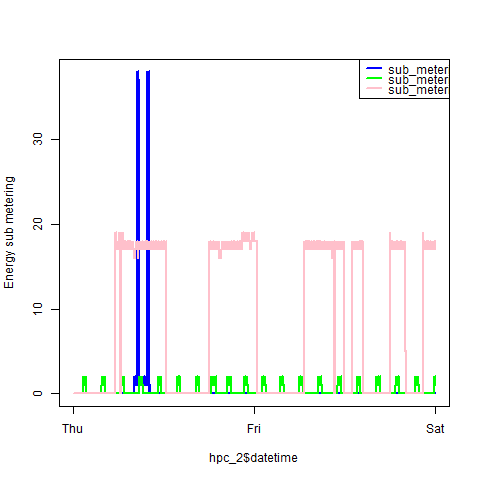 sub_meter
sub_meter
sub_meter
Energy sub metering
30
20
10
0
Thu
Fri
Sat
hpc_2$datetime